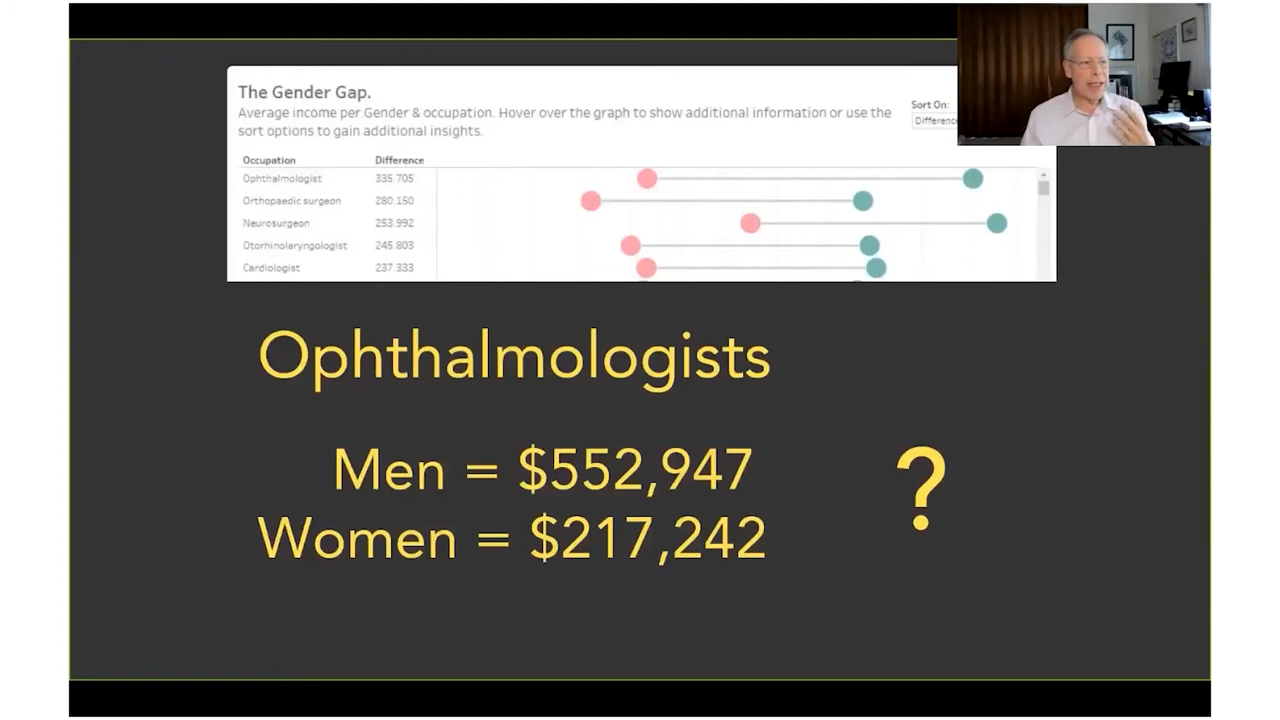 The Gender Gap.
Average income per Gender & occupation. Hover over the graph to show additional information or use the
sort options to gain additional insights.
Sort On:
Difference
Occupation Difference
Ophthalmologist 335.705
Orthopaedic surgeon 280.150
Neurosurgeon 253.992
Otorhinolaryngologist 245.803
Cardiologist 237.333
Ophthalmologists
Men = $552,947
?
Women = $217,242